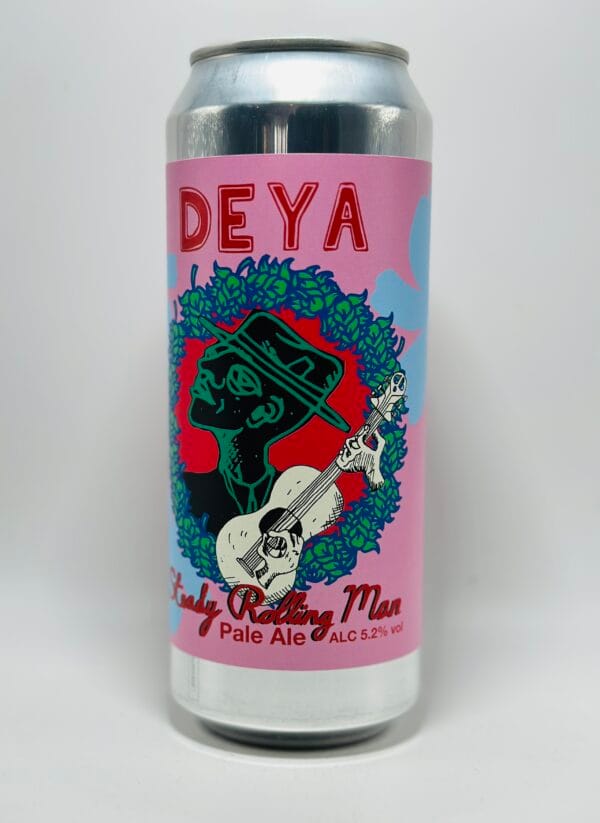 DEYA
Steady Rolling Man
Pale Ale ALC 5.2% vol